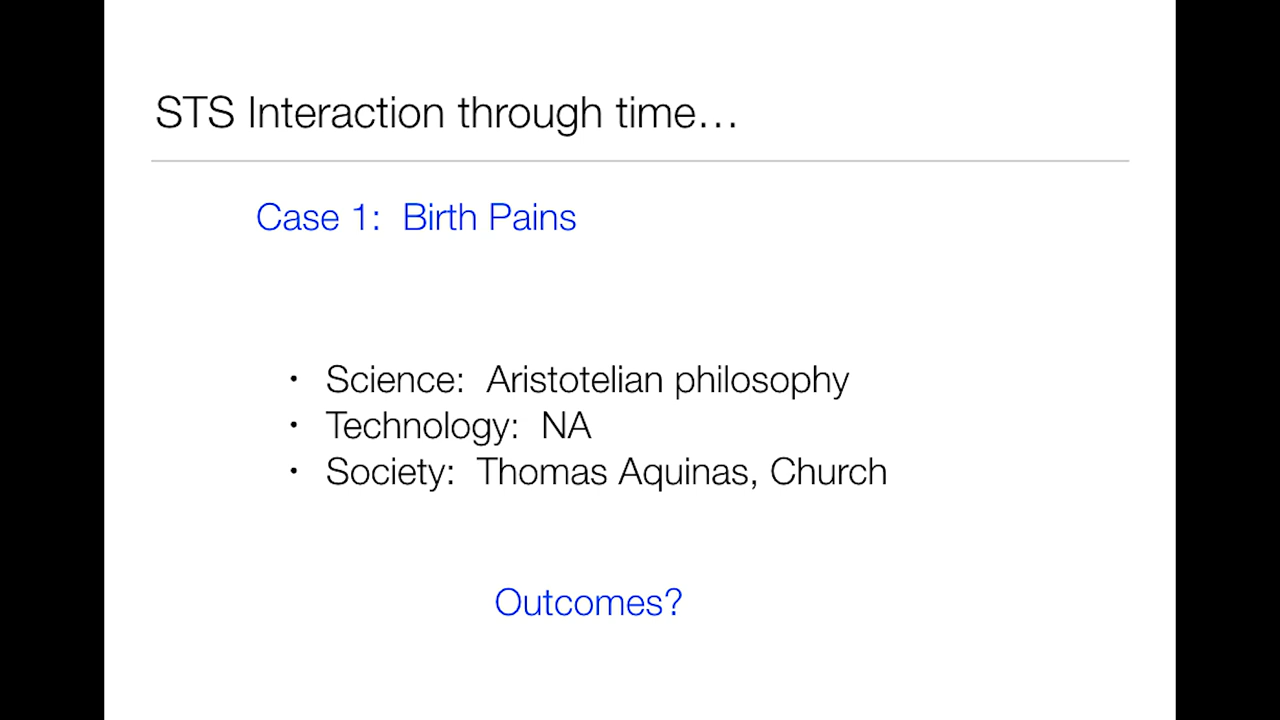 STS Interaction through time…
Case 1:  Birth Pains
• Science:  Aristotelian philosophy
• Technology:  NA
• Society:  Thomas Aquinas, Church
Outcomes?